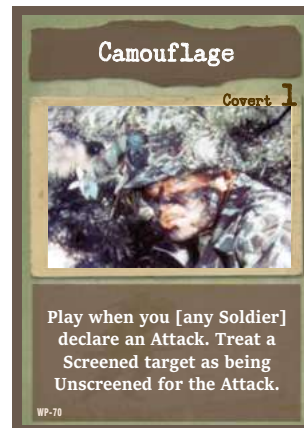 Camouflage
Covert 1
Play when you [any Soldier]
declare an Attack. Treat a
Screened target as being
Unscreened for the Attack.
WP-70